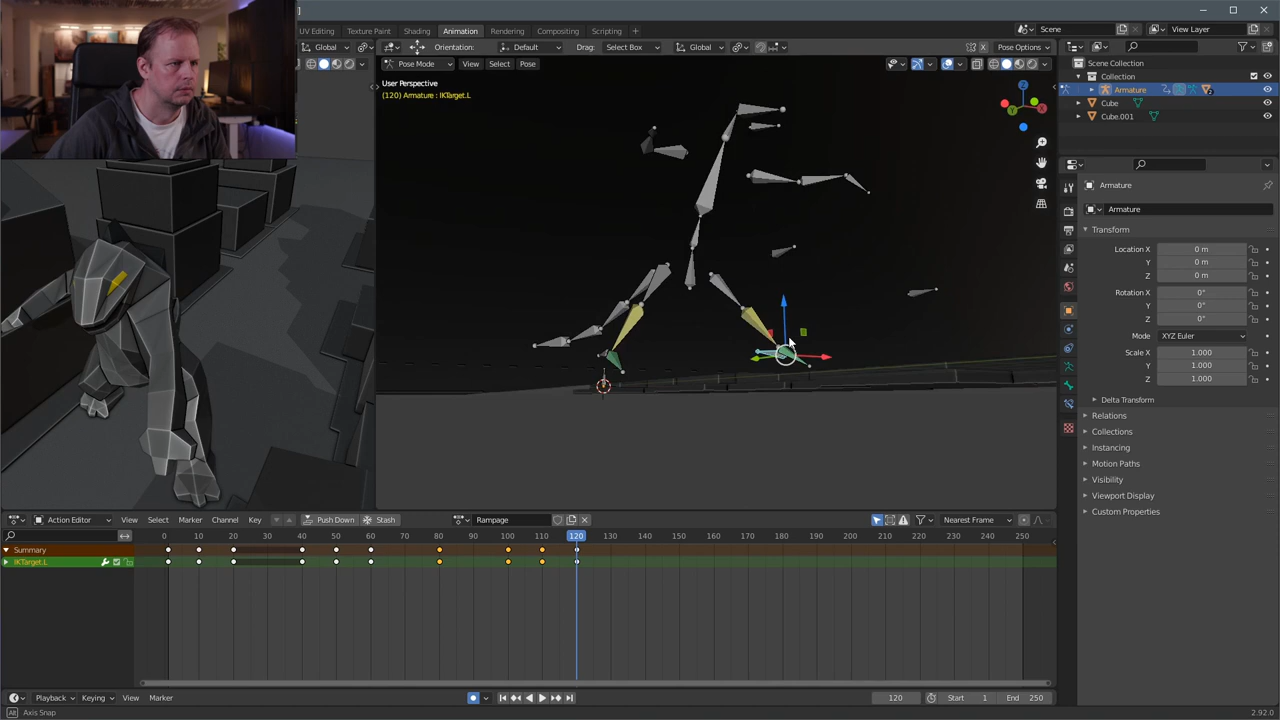 UV Editing Texture Paint Shading Animation Rendering Compositing Scripting Scene View Layer
Global Orientation: Default Drag: Select Box Global Pose Options
Pose Mode View Select Pose
User Perspective
(120) Armature : IKTarget.L
Z
X
Y
Scene Collection
Collection
Armature
Cube
Cube.001
Armature
Armature
Transform
Location X 0 m
Y 0 m
Z 0 m
Rotation X 0°
Y 0°
Z 0°
Mode XYZ Euler
Scale X 1.000
Y 1.000
Z 1.000
Delta Transform
Relations
Collections
Instancing
Motion Paths
Visibility
Viewport Display
Custom Properties
Action Editor View Select Marker Channel Key Push Down Stash Rampage Nearest Frame
0 10 20 30 40 50 60 70 80 90 100 110 120 130 140 150 160 170 180 190 200 210 220 230 240 250
Summary
IKTarget.L
Playback Keying View Marker 120 Start 1 End 250
Axis Snap 2.92.0